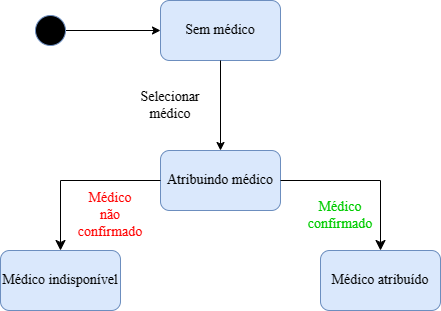 Sem médico
Selecionar
médico
Atribuindo médico
Médico
não
confirmado
Médico
confirmado
Médico indisponível
Médico atribuído